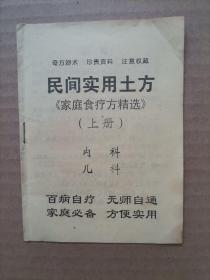 奇方妙术 珍贵资料 注意收藏
民间实用土方
《家庭食疗方精选》
（上册）
内科
儿科
百病自疗 无师自通
家庭必备 方便实用